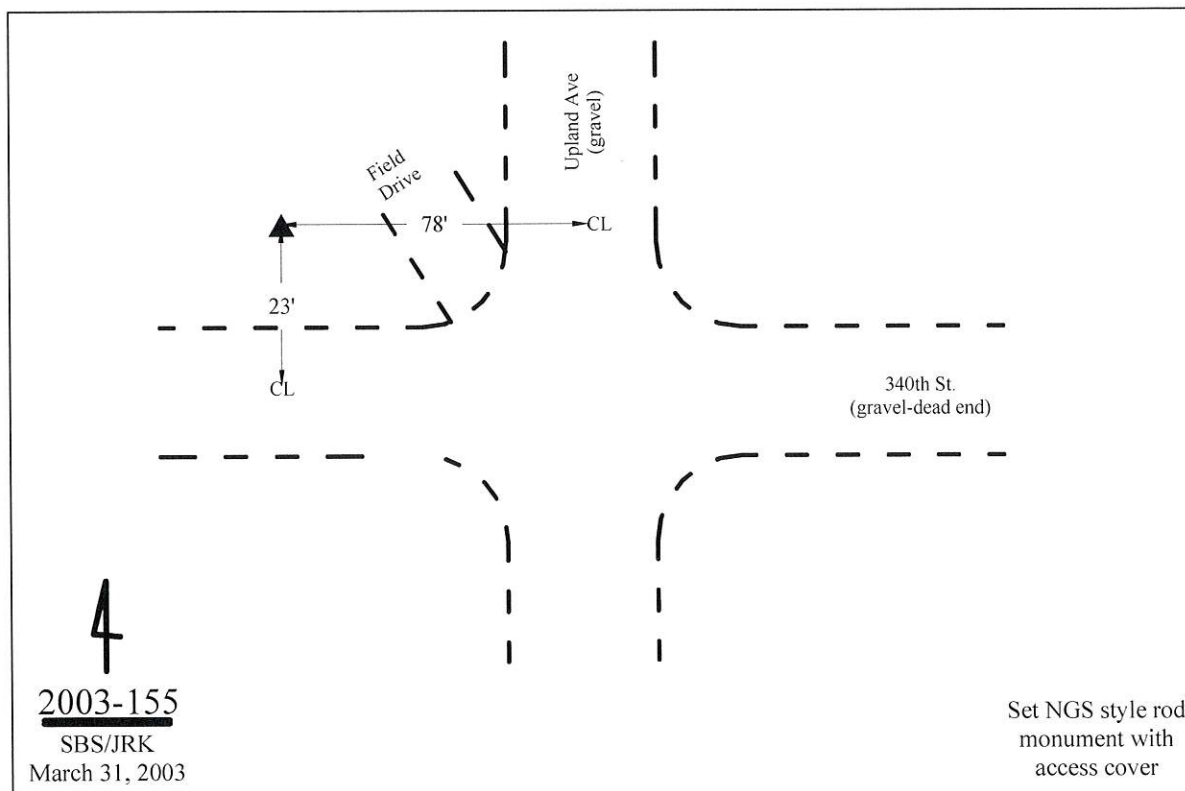 Upland Ave
(gravel)
Field
Drive
78'
CL
23'
CL
340th St.
(gravel-dead end)
2003-155
SBS/JRK
March 31, 2003
Set NGS style rod
monument with
access cover